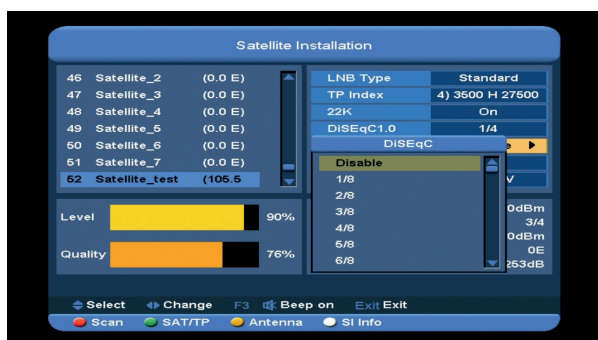 Satellite Installation
46 Satellite_2 (0.0 E)
47 Satellite_3 (0.0 E)
48 Satellite_4 (0.0 E)
49 Satellite_5 (0.0 E)
50 Satellite_6 (0.0 E)
51 Satellite_7 (0.0 E)
52 Satellite_test (105.5
LNB Type Standard
TP Index 4) 3500 H 27500
22K On
DiSEqC1.0 1/4
DiSEqC
Disable
1/8
2/8
3/8
4/8
5/8
6/8
e
V
0dBm
3/4
0dBm
0E
253dB
Level 90%
Quality 76%
Select Change F3 Beep on Exit Exit
Scan SAT/TP Antenna SI Info